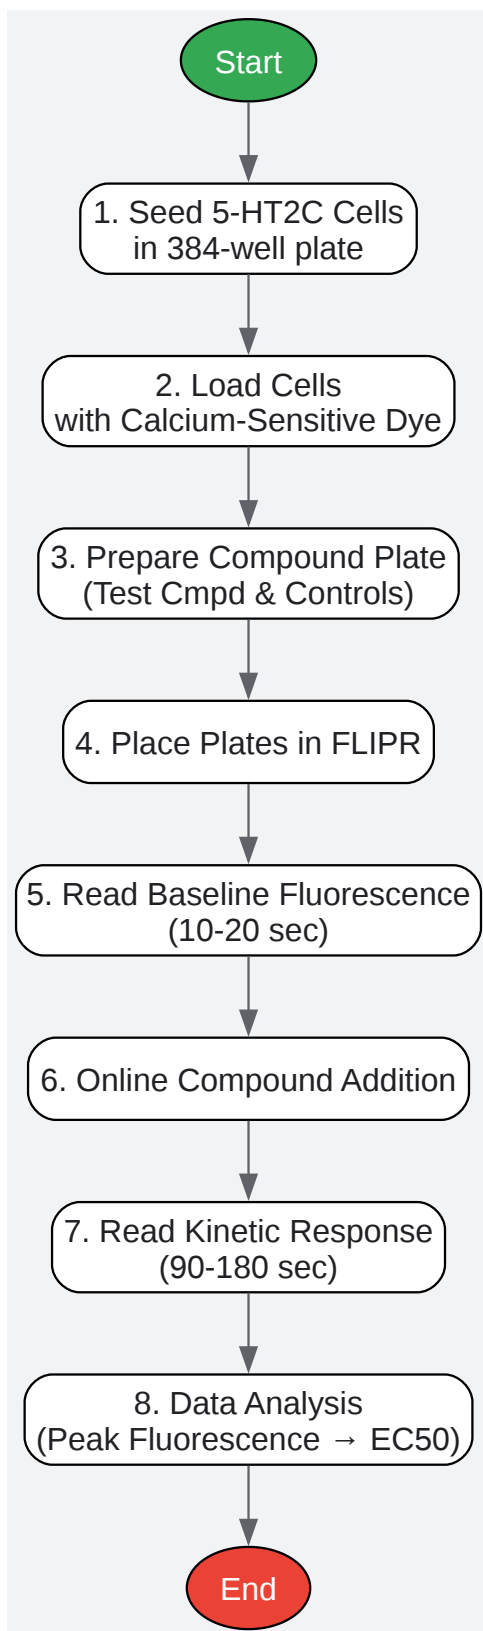 Start
1. Seed 5-HT2C Cells
in 384-well plate
2. Load Cells
with Calcium-Sensitive Dye
3. Prepare Compound Plate
(Test Cmpd & Controls)
4. Place Plates in FLIPR
5. Read Baseline Fluorescence
(10-20 sec)
6. Online Compound Addition
7. Read Kinetic Response
(90-180 sec)
8. Data Analysis
(Peak Fluorescence → EC50)
End